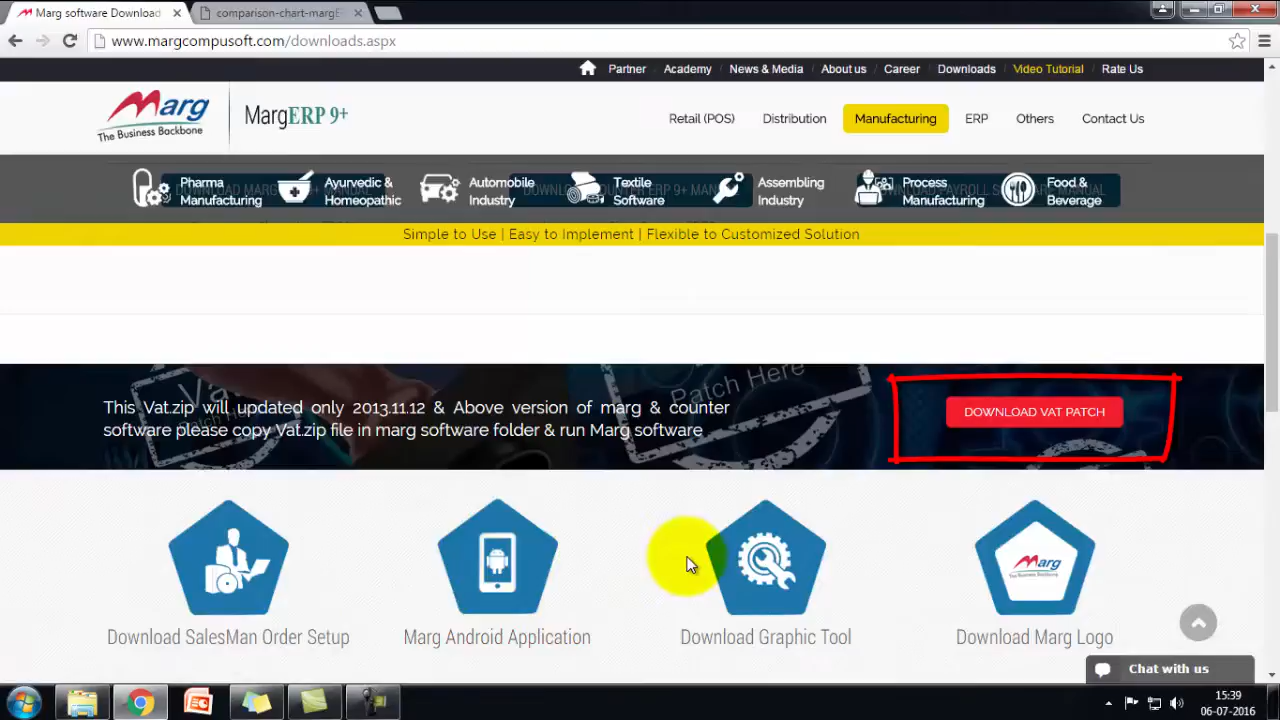 Marg software Download
comparison-chart-margE
www.margcompusoft.com/downloads.aspx
Partner / Academy / News & Media / About us / Career / Downloads / Video Tutorial / Rate Us
Marg
The Business Backbone
MargERP 9+
Retail (POS) Distribution Manufacturing ERP Others Contact Us
Pharma
Manufacturing
Ayurvedic &
Homeopathic
Automobile
Industry
Textile
Software
Assembling
Industry
Process
Manufacturing
Food &
Beverage
Simple to Use | Easy to Implement | Flexible to Customized Solution
Patch Here
This Vat.zip will updated only 2013.11.12 & Above version of marg & counter
software please copy Vat.zip file in marg software folder & run Marg software
DOWNLOAD VAT PATCH
Marg
The Business Backbone
Download SalesMan Order Setup
Marg Android Application
Download Graphic Tool
Download Marg Logo
Chat with us
15:39
06-07-2016